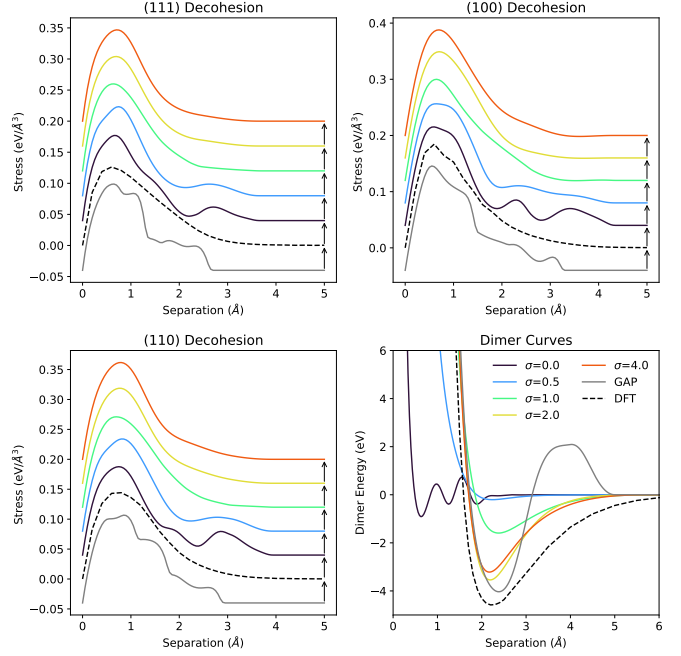 (111) Decohesion
0.35
0.30
0.25
0.20
0.15
0.10
0.05
0.00
−0.05
Stress (eV/Å³)
0 1 2 3 4 5
Separation (Å)
(100) Decohesion
0.4
0.3
0.2
0.1
0.0
Stress (eV/Å³)
0 1 2 3 4 5
Separation (Å)
(110) Decohesion
0.35
0.30
0.25
0.20
0.15
0.10
0.05
0.00
−0.05
Stress (eV/Å³)
0 1 2 3 4 5
Separation (Å)
Dimer Curves
6
4
2
0
−2
−4
Dimer Energy (eV)
σ=0.0
σ=0.5
σ=1.0
σ=2.0
σ=4.0
GAP
DFT
0 1 2 3 4 5 6
Separation (Å)